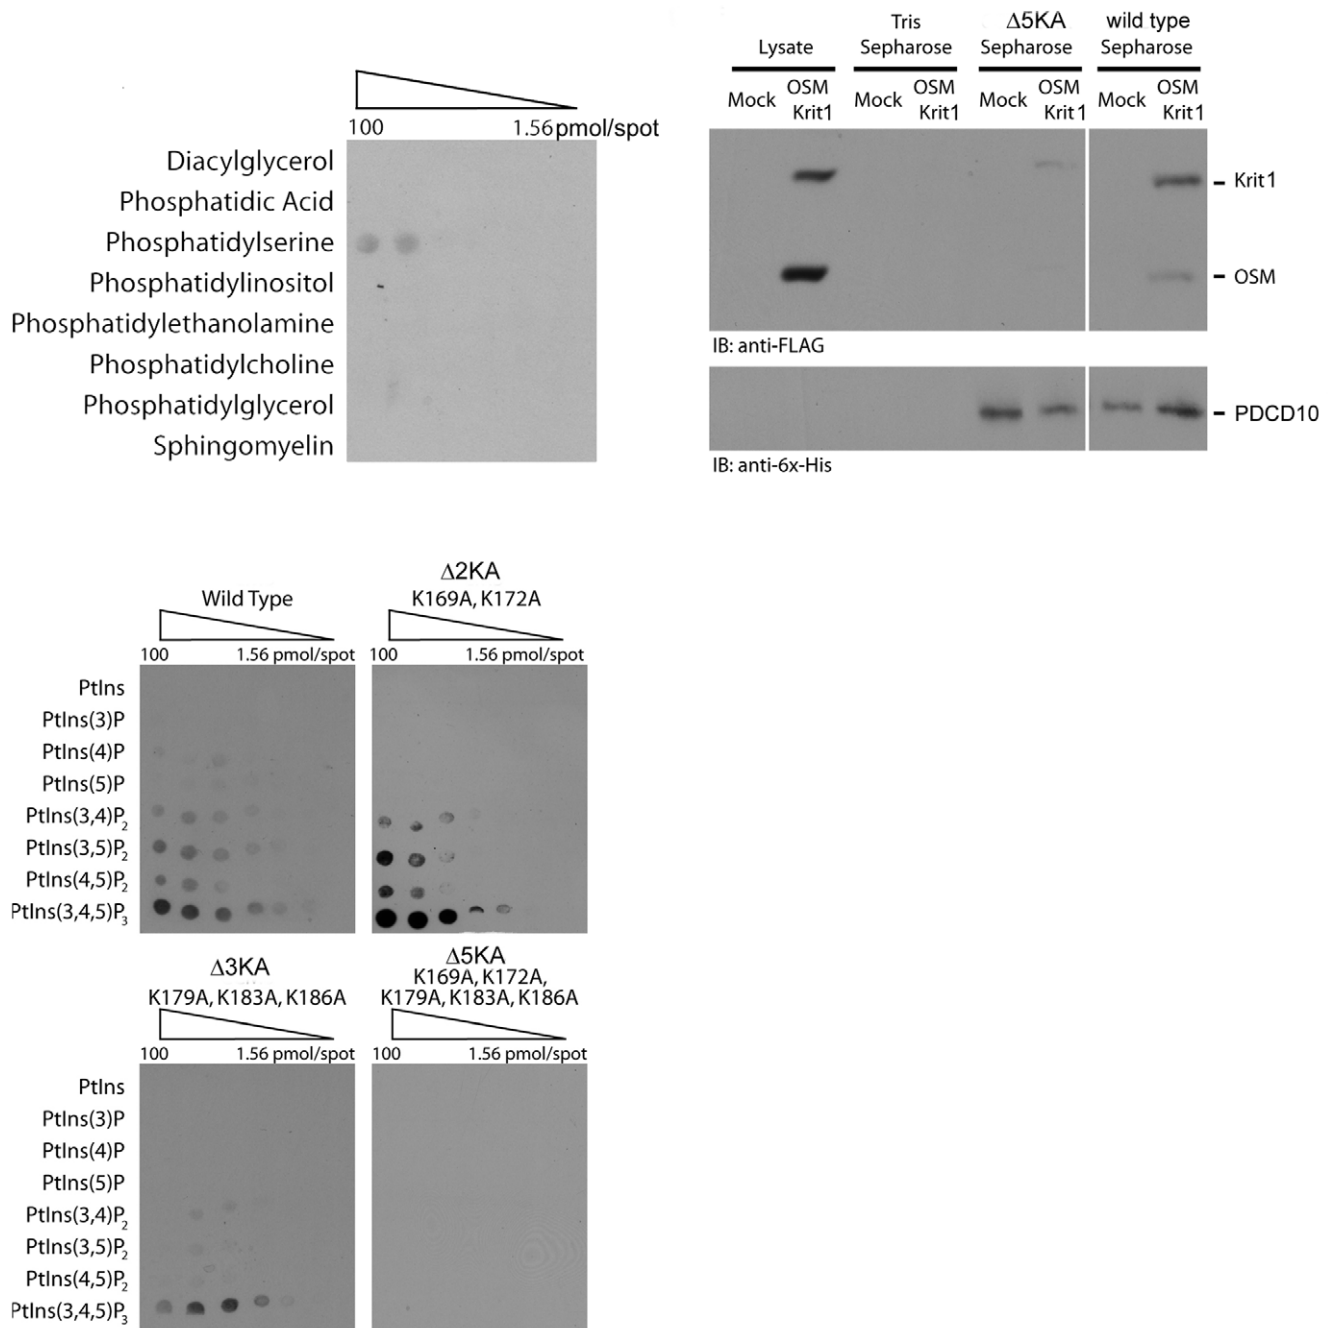 100
1.56 pmol/spot
Diacylglycerol
Phosphatidic Acid
Phosphatidylserine
Phosphatidylinositol
Phosphatidylethanolamine
Phosphatidylcholine
Phosphatidylglycerol
Sphingomyelin
Lysate
Tris
Sepharose
Δ5KA
Sepharose
wild type
Sepharose
Mock
OSM
Krit1
Mock
OSM
Krit1
Mock
OSM
Krit1
Mock
OSM
Krit1
Krit1
OSM
IB: anti-FLAG
PDCD10
IB: anti-6x-His
Wild Type
100
1.56 pmol/spot
Δ2KA
K169A, K172A
100
1.56 pmol/spot
PtIns
PtIns(3)P
PtIns(4)P
PtIns(5)P
PtIns(3,4)P2
PtIns(3,5)P2
PtIns(4,5)P2
PtIns(3,4,5)P3
Δ3KA
K179A, K183A, K186A
100
1.56 pmol/spot
Δ5KA
K169A, K172A,
K179A, K183A, K186A
100
1.56 pmol/spot
PtIns
PtIns(3)P
PtIns(4)P
PtIns(5)P
PtIns(3,4)P2
PtIns(3,5)P2
PtIns(4,5)P2
PtIns(3,4,5)P3